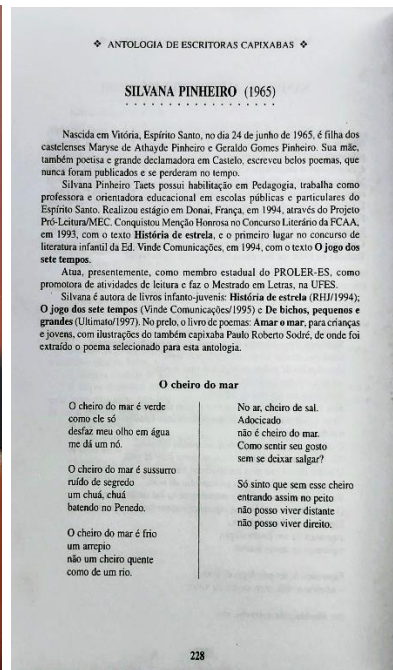 ❖ ANTOLOGIA DE ESCRITORAS CAPIXABAS ❖
SILVANA PINHEIRO (1965)
Nascida em Vitória, Espírito Santo, no dia 24 de junho de 1965, é filha dos
castelenses Maryse de Athayde Pinheiro e Geraldo Gomes Pinheiro. Sua mãe,
também poetisa e grande declamadora em Castelo, escreveu belos poemas, que
nunca foram publicados e se perderam no tempo.
Silvana Pinheiro Taets possui habilitação em Pedagogia, trabalha como
professora e orientadora educacional em escolas públicas e particulares do
Espírito Santo. Realizou estágio em Donai, França, em 1994, através do Projeto
Pró-Leitura/MEC. Conquistou Menção Honrosa no Concurso Literário da FCAA,
em 1993, com o texto História de estrela, e o primeiro lugar no concurso de
literatura infantil da Ed. Vinde Comunicações, em 1994, com o texto O jogo dos
sete tempos.
Atua, presentemente, como membro estadual do PROLER-ES, como
promotora de atividades de leitura e faz o Mestrado em Letras, na UFES.
Silvana é autora de livros infanto-juvenis: História de estrela (RHJ/1994);
O jogo dos sete tempos (Vinde Comunicações/1995) e De bichos, pequenos e
grandes (Ultimato/1997). No prelo, o livro de poemas: Amar o mar, para crianças
e jovens, com ilustrações do também capixaba Paulo Roberto Sodré, de onde foi
extraído o poema selecionado para esta antologia.
O cheiro do mar
O cheiro do mar é verde
como ele só
desfaz meu olho em água
me dá um nó.
O cheiro do mar é sussurro
ruído de segredo
um chuá, chuá
batendo no Penedo.
O cheiro do mar é frio
um arrepio
não um cheiro quente
como de um rio.
No ar, cheiro de sal.
Adocicado
não é cheiro do mar.
Como sentir seu gosto
sem se deixar salgar?
Só sinto que sem esse cheiro
entrando assim no peito
não posso viver distante
não posso viver direito.
228